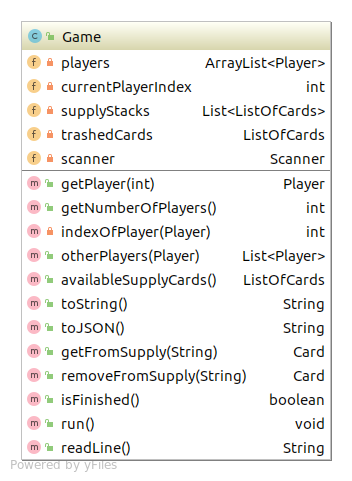 C Game
f players ArrayList<Player>
f currentPlayerIndex int
f supplyStacks List<ListOfCards>
f trashedCards ListOfCards
f scanner Scanner
m getPlayer(int) Player
m getNumberOfPlayers() int
m indexOfPlayer(Player) int
m otherPlayers(Player) List<Player>
m availableSupplyCards() ListOfCards
m toString() String
m toJSON() String
m getFromSupply(String) Card
m removeFromSupply(String) Card
m isFinished() boolean
m run() void
m readLine() String
Powered by yFiles